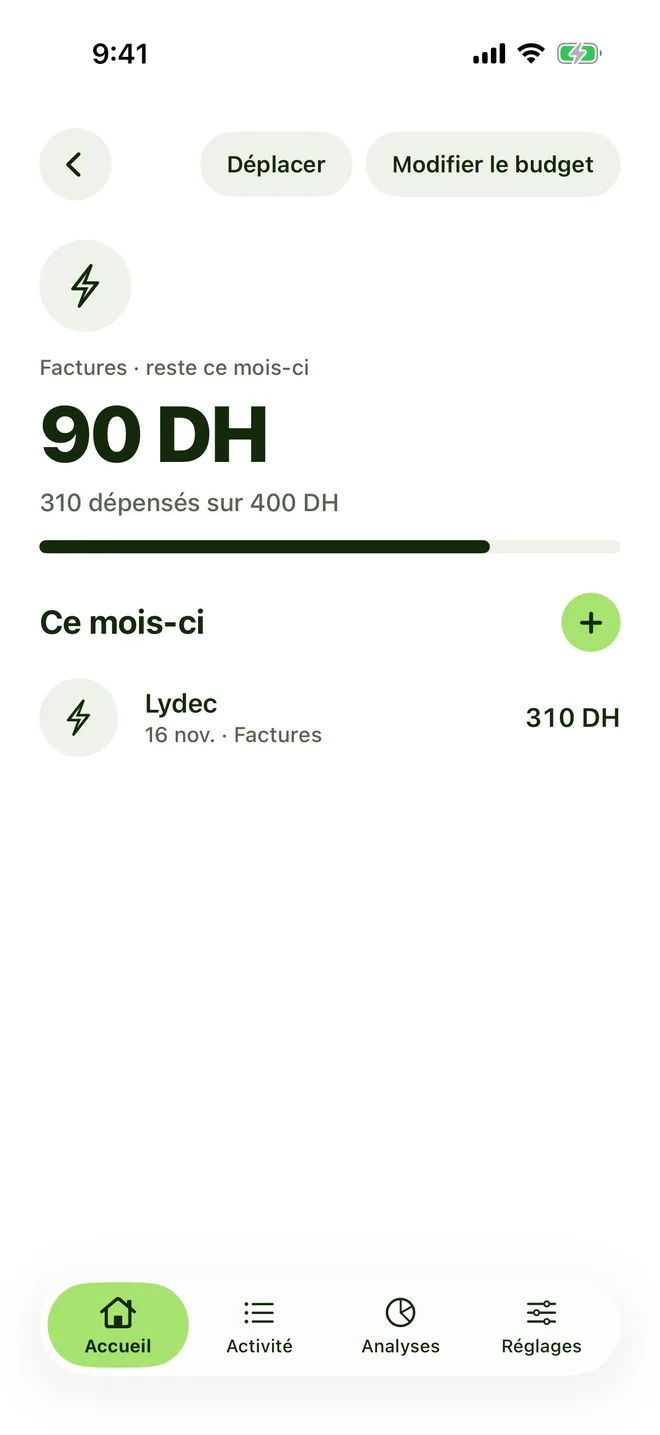 9:41
Déplacer
Modifier le budget
Factures · reste ce mois-ci
90 DH
310 dépensés sur 400 DH
Ce mois-ci
Lydec
16 nov. · Factures
310 DH
Accueil
Activité
Analyses
Réglages